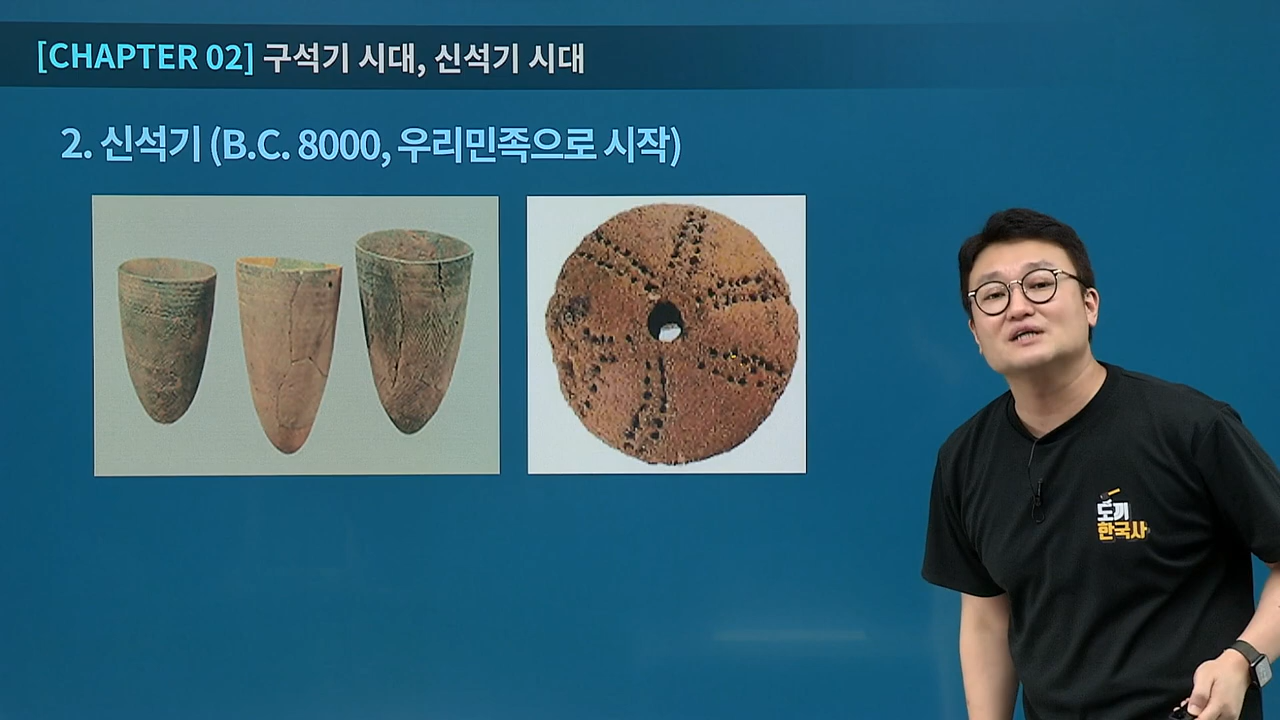 [CHAPTER 02] 구석기 시대, 신석기 시대
2. 신석기 (B.C. 8000, 우리민족으로 시작)
도끼
한국사